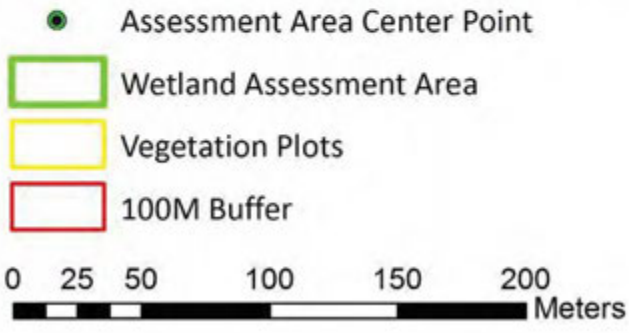 Assessment Area Center Point
Wetland Assessment Area
Vegetation Plots
100M Buffer
0 25 50 100 150 200
Meters